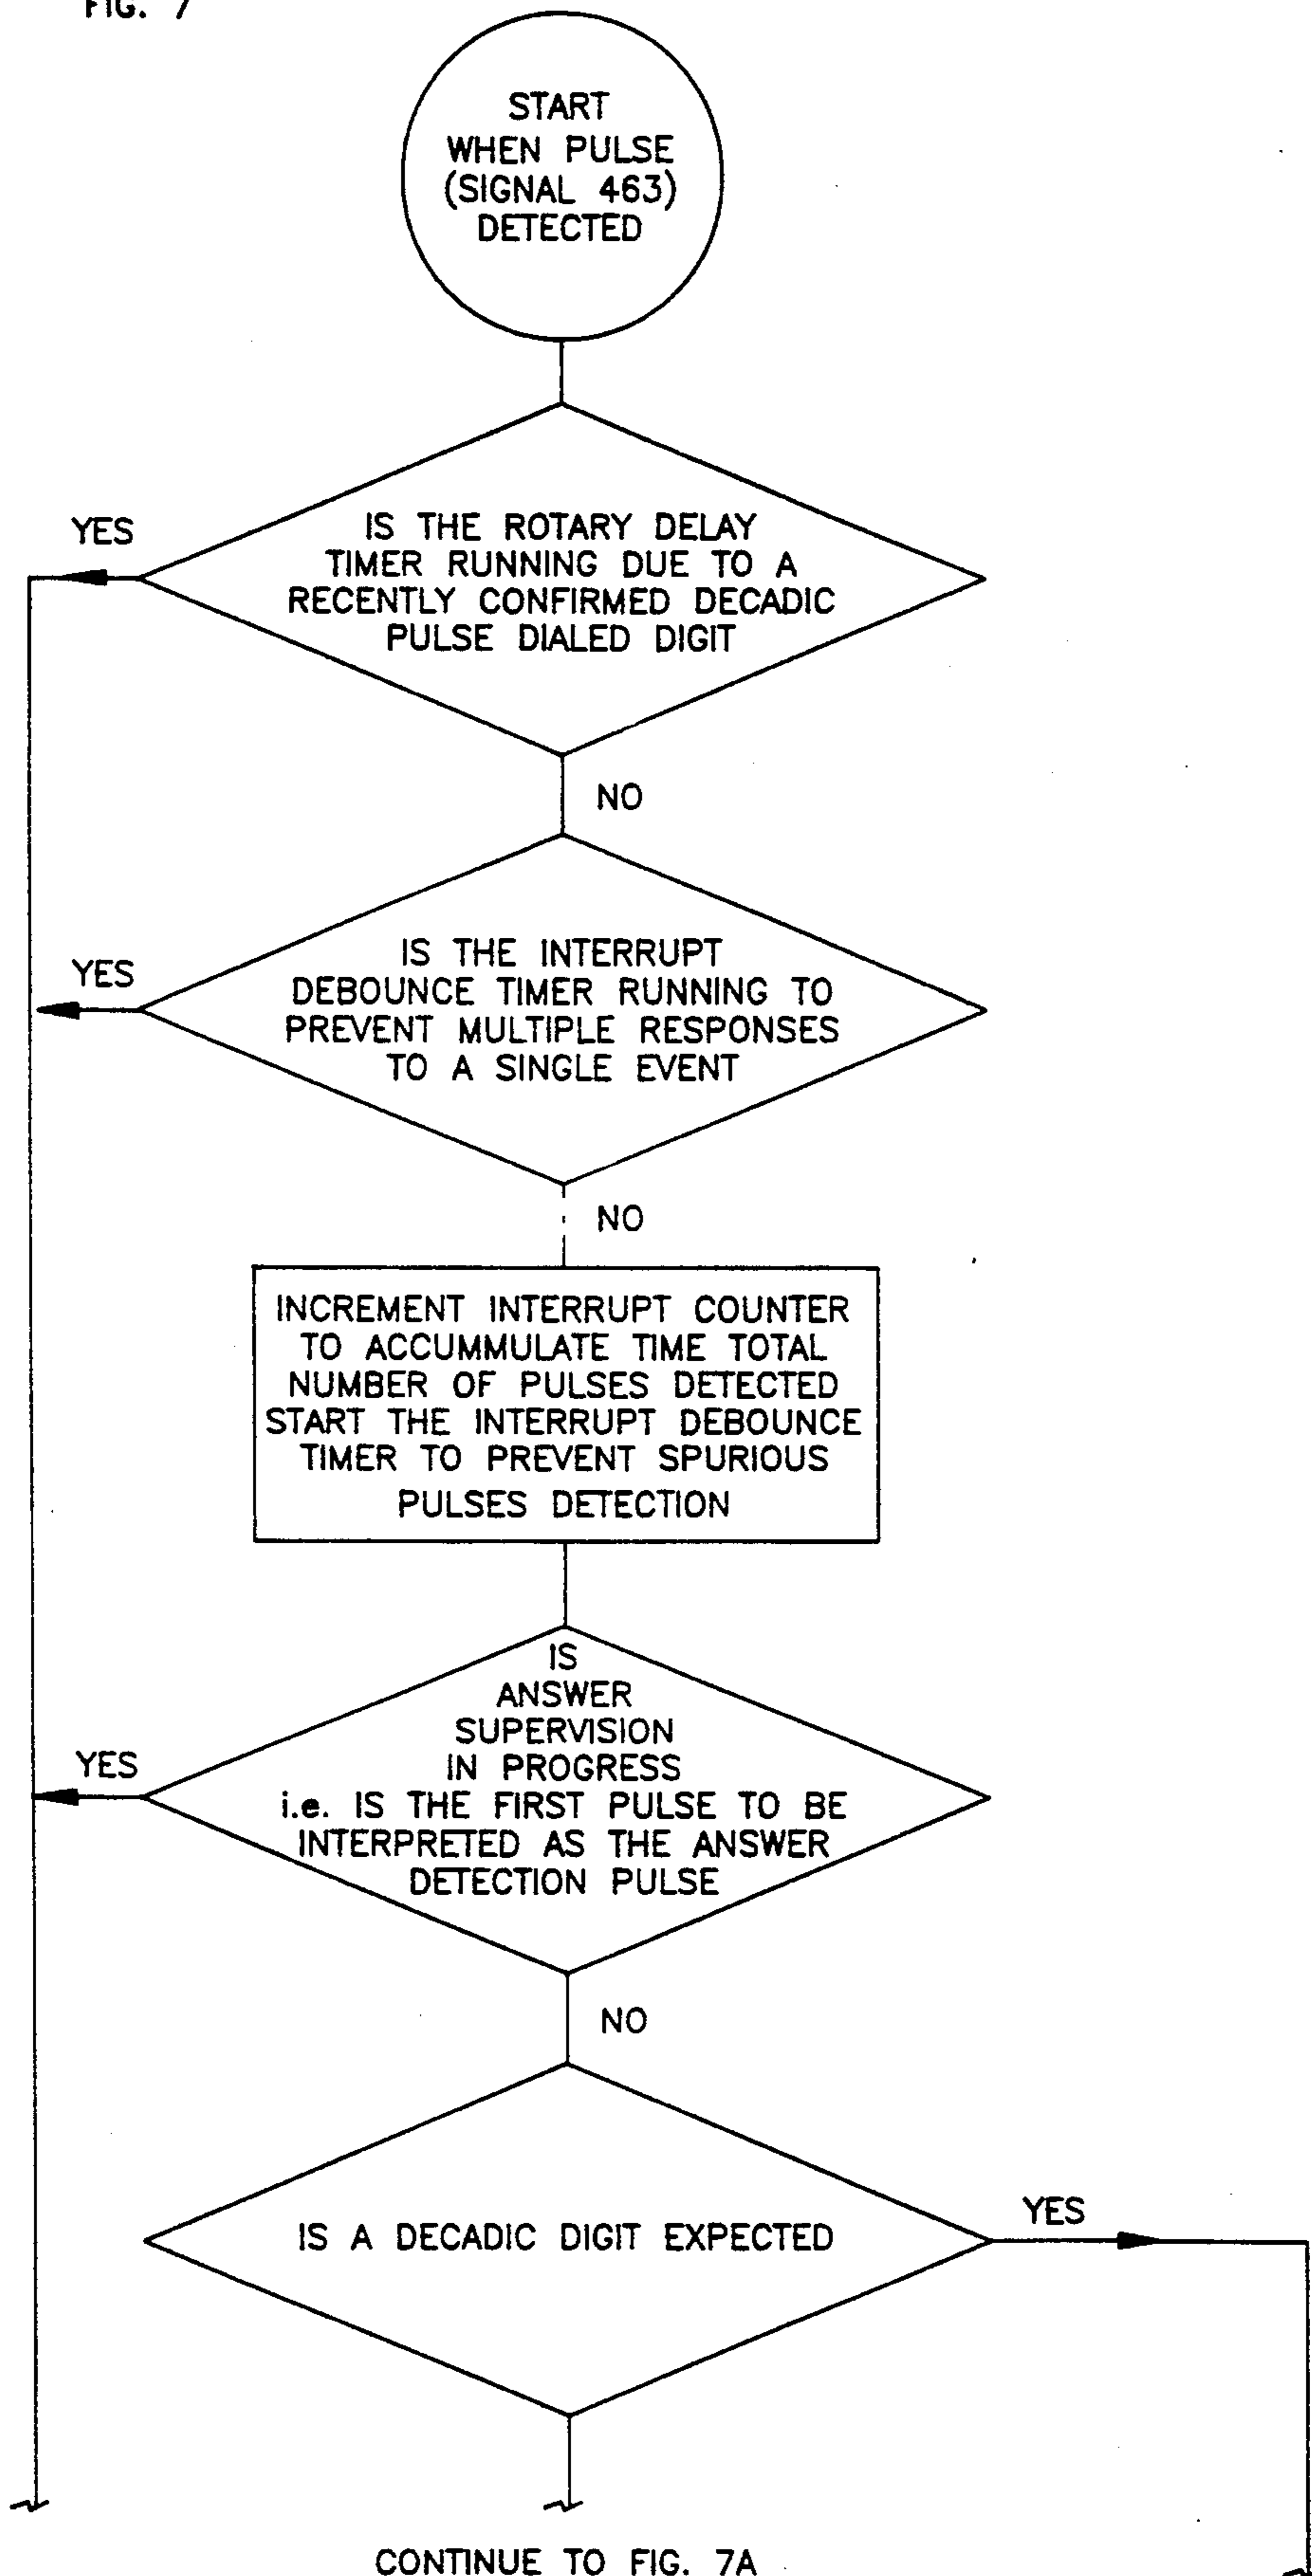 FIG. 7
START
WHEN PULSE
(SIGNAL 463)
DETECTED
YES
IS THE ROTARY DELAY
TIMER RUNNING DUE TO A
RECENTLY CONFIRMED DECADIC
PULSE DIALED DIGIT
NO
YES
IS THE INTERRUPT
DEBOUNCE TIMER RUNNING TO
PREVENT MULTIPLE RESPONSES
TO A SINGLE EVENT
NO
INCREMENT INTERRUPT COUNTER
TO ACCUMMULATE TIME TOTAL
NUMBER OF PULSES DETECTED
START THE INTERRUPT DEBOUNCE
TIMER TO PREVENT SPURIOUS
PULSES DETECTION
YES
IS
ANSWER
SUPERVISION
IN PROGRESS
i.e. IS THE FIRST PULSE TO BE
INTERPRETED AS THE ANSWER
DETECTION PULSE
NO
IS A DECADIC DIGIT EXPECTED
YES
CONTINUE TO FIG. 7A